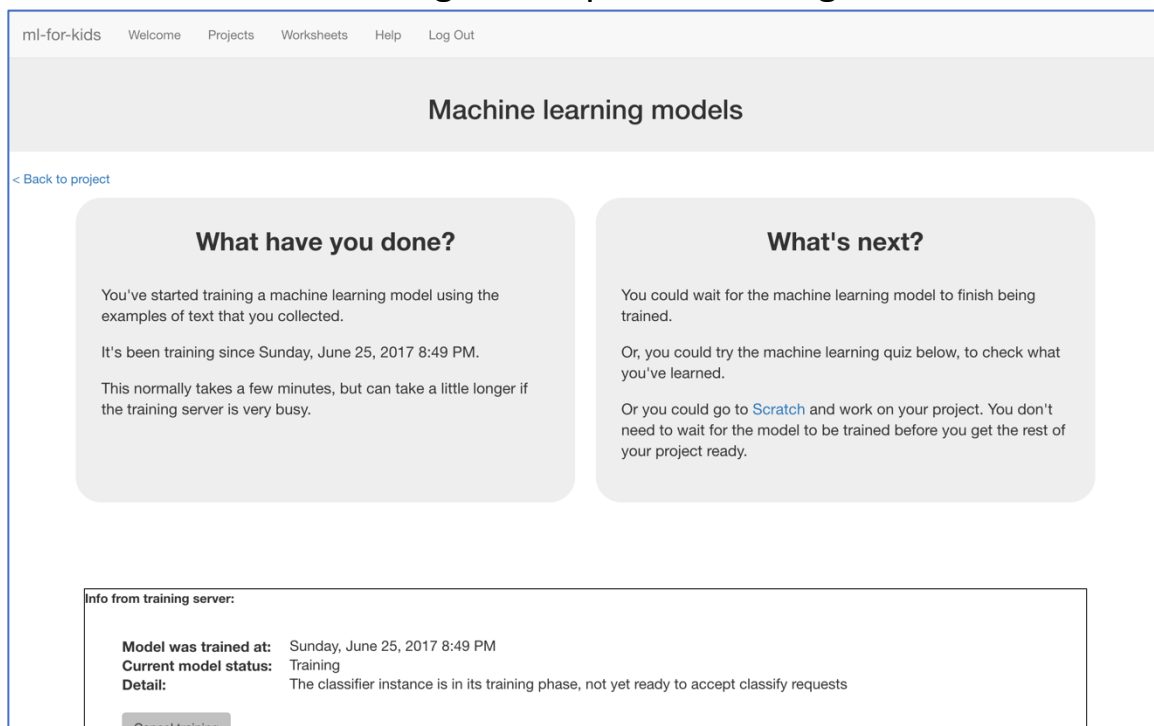 ml-for-kids Welcome Projects Worksheets Help Log Out
Machine learning models
< Back to project
What have you done?
You've started training a machine learning model using the
examples of text that you collected.
It's been training since Sunday, June 25, 2017 8:49 PM.
This normally takes a few minutes, but can take a little longer if
the training server is very busy.
What's next?
You could wait for the machine learning model to finish being
trained.
Or, you could try the machine learning quiz below, to check what
you've learned.
Or you could go to Scratch and work on your project. You don't
need to wait for the model to be trained before you get the rest of
your project ready.
Info from training server:
Model was trained at: Sunday, June 25, 2017 8:49 PM
Current model status: Training
Detail: The classifier instance is in its training phase, not yet ready to accept classify requests
Cancel training